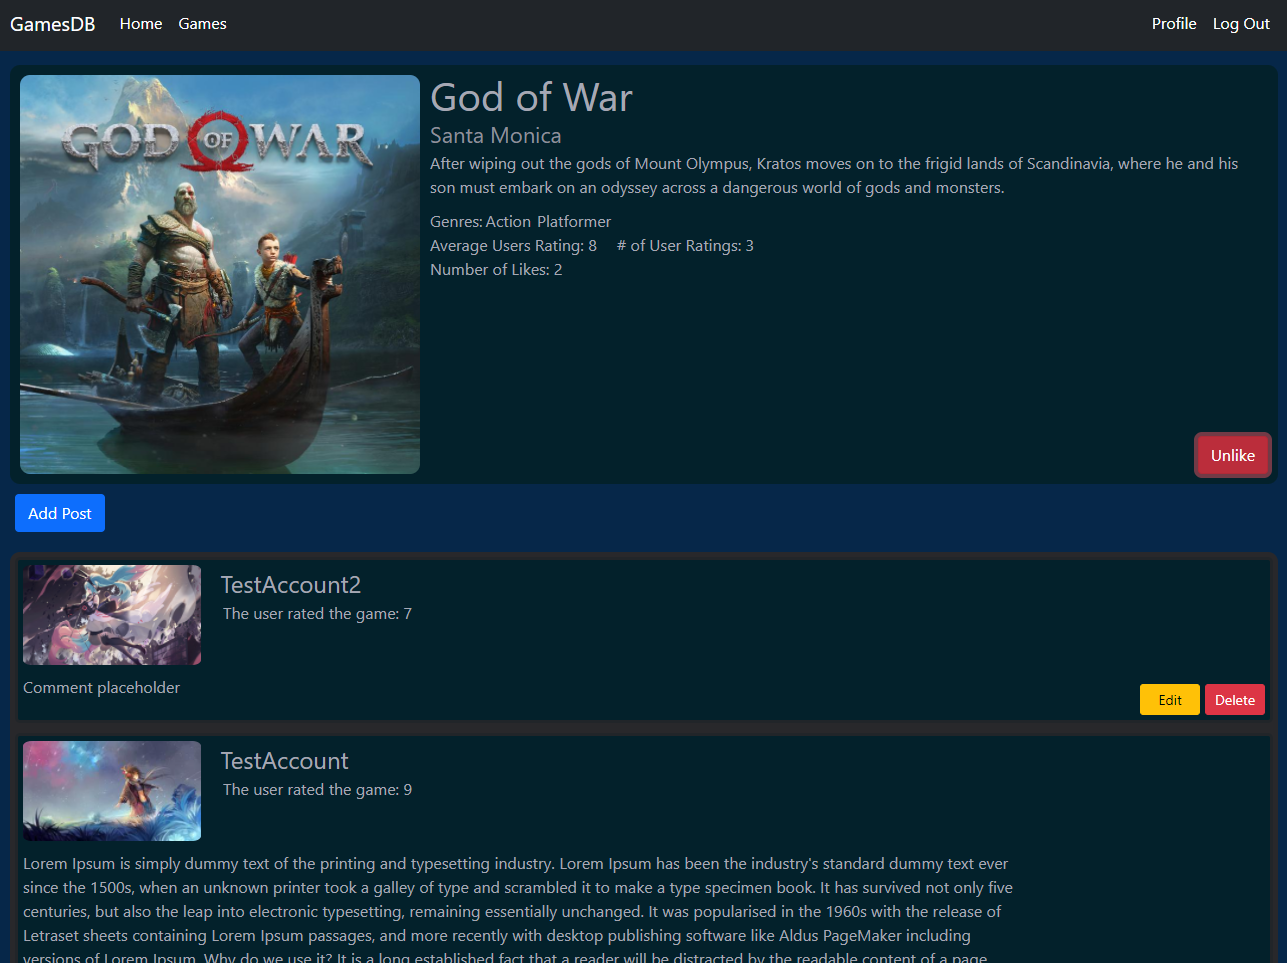 GamesDB Home Games Profile Log Out
GOD OF WAR
God of War
Santa Monica
After wiping out the gods of Mount Olympus, Kratos moves on to the frigid lands of Scandinavia, where he and his
son must embark on an odyssey across a dangerous world of gods and monsters.
Genres: Action Platformer
Average Users Rating: 8 # of User Ratings: 3
Number of Likes: 2
Unlike
Add Post
TestAccount2
The user rated the game: 7
Comment placeholder
Edit Delete
TestAccount
The user rated the game: 9
Lorem Ipsum is simply dummy text of the printing and typesetting industry. Lorem Ipsum has been the industry's standard dummy text ever
since the 1500s, when an unknown printer took a galley of type and scrambled it to make a type specimen book. It has survived not only five
centuries, but also the leap into electronic typesetting, remaining essentially unchanged. It was popularised in the 1960s with the release of
Letraset sheets containing Lorem Ipsum passages, and more recently with desktop publishing software like Aldus PageMaker including
versions of Lorem Ipsum. Why do we use it? It is a long established fact that a reader will be distracted by the readable content of a page